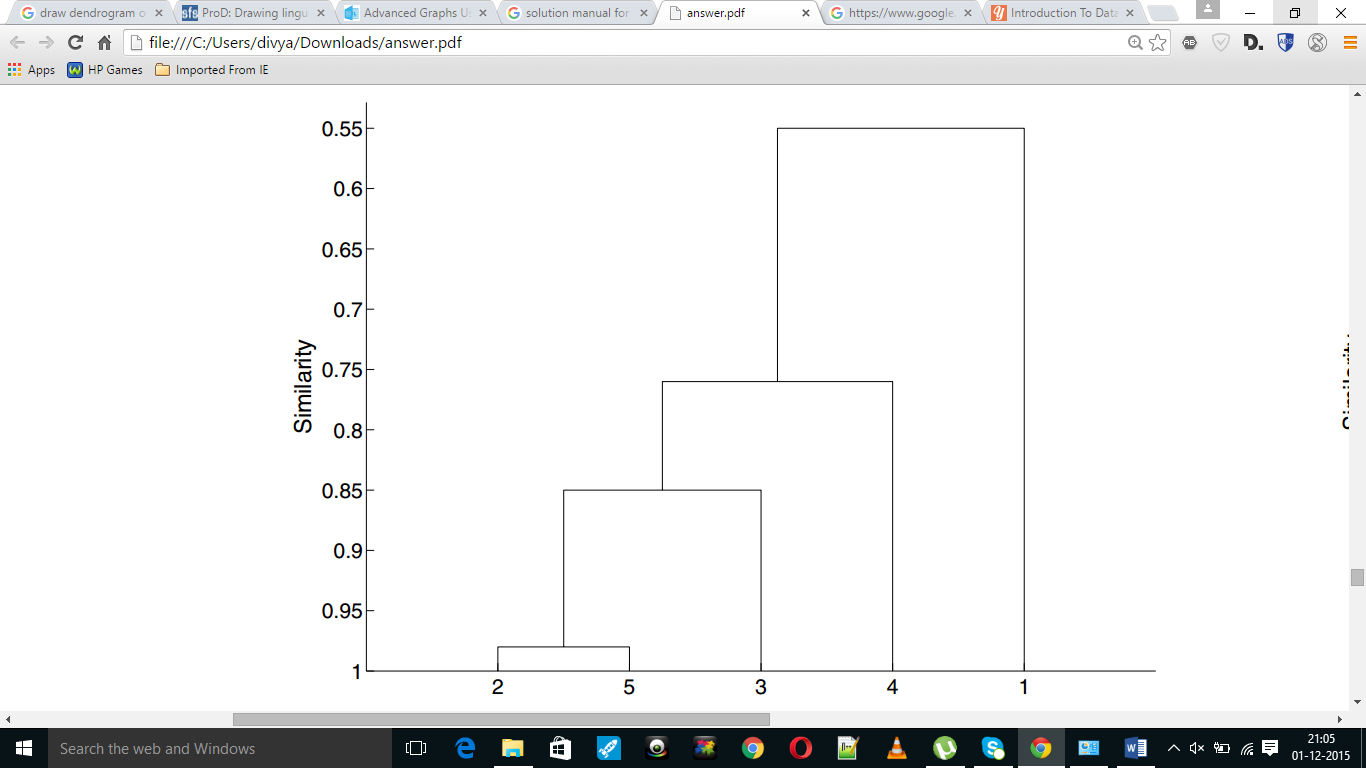 draw dendrogram o
ProD: Drawing lingu
Advanced Graphs U
solution manual for
answer.pdf
https://www.google.
Introduction To Data
file:///C:/Users/divya/Downloads/answer.pdf
Apps
HP Games
Imported From IE
0.55
0.6
0.65
0.7
0.75
0.8
0.85
0.9
0.95
1
Similarity
2 5 3 4 1
Similarity
Search the web and Windows
21:05
01-12-2015